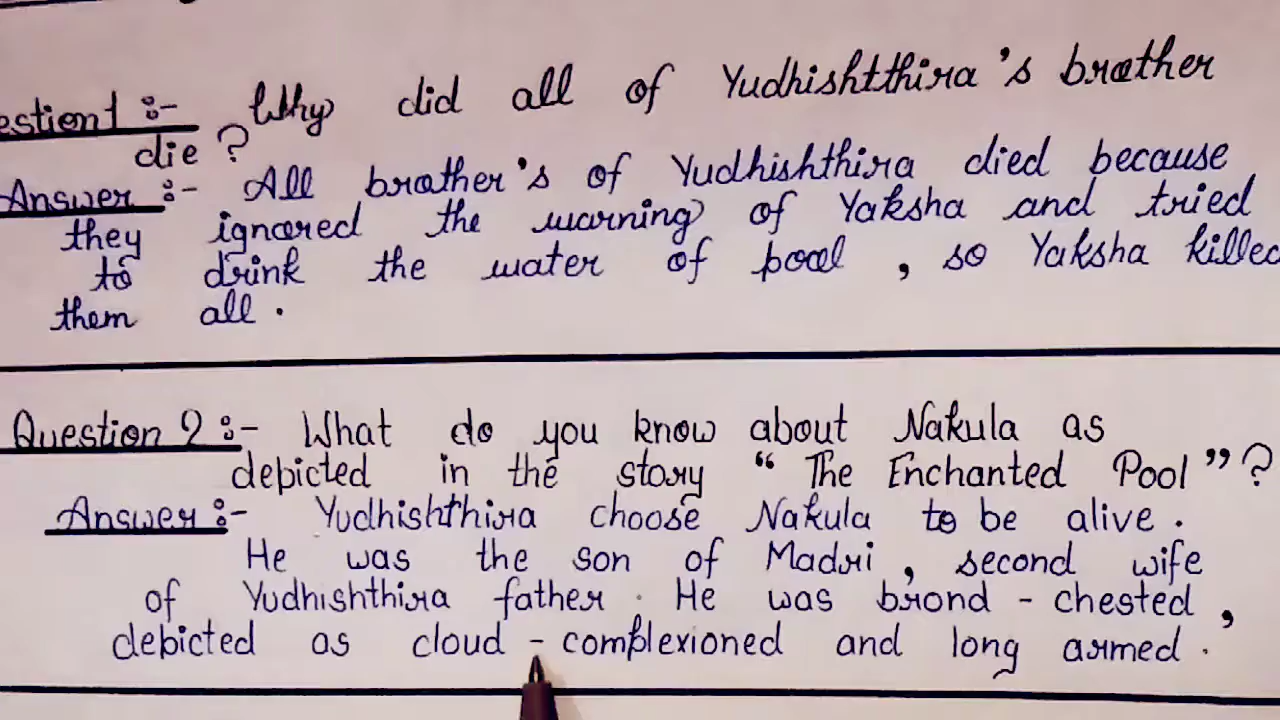 estion1 :- Why did all of Yudhishtthira's brother
die ?
Answer :- All brother's of Yudhishthira died because
they ignored the warning of Yaksha and tried
to drink the water of pool , so Yaksha killed
them all .
Question 2 :- What do you know about Nakula as
depicted in the story " The Enchanted Pool " ?
Answer :- Yudhishthira choose Nakula to be alive .
He was the son of Madri , second wife
of Yudhishthira father . He was brond - chested ,
depicted as cloud - complexioned and long armed .